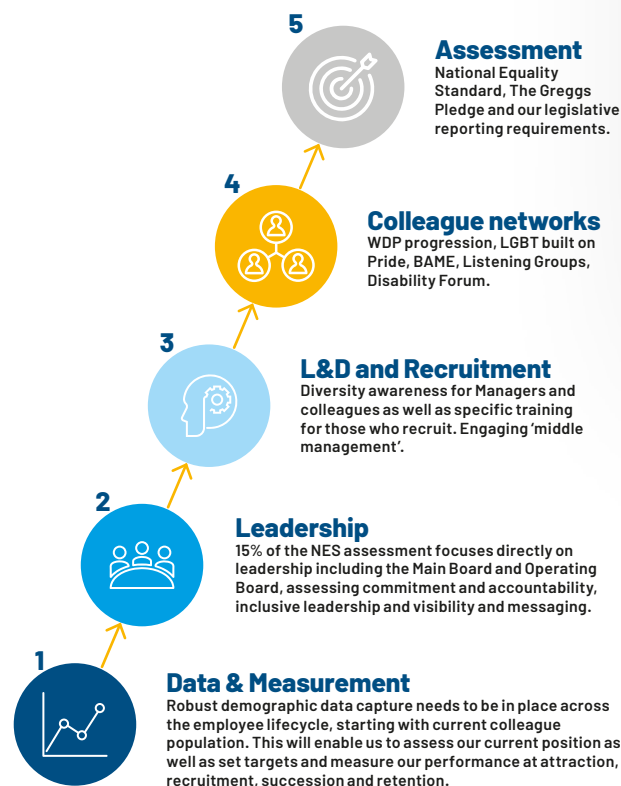 5
Assessment
National Equality
Standard, The Greggs
Pledge and our legislative
reporting requirements.
4
Colleague networks
WDP progression, LGBT built on
Pride, BAME, Listening Groups,
Disability Forum.
3
L&D and Recruitment
Diversity awareness for Managers and
colleagues as well as specific training
for those who recruit. Engaging ‘middle
management’.
2
Leadership
15% of the NES assessment focuses directly on
leadership including the Main Board and Operating
Board, assessing commitment and accountability,
inclusive leadership and visibility and messaging.
1
Data & Measurement
Robust demographic data capture needs to be in place across
the employee lifecycle, starting with current colleague
population. This will enable us to assess our current position as
well as set targets and measure our performance at attraction,
recruitment, succession and retention.